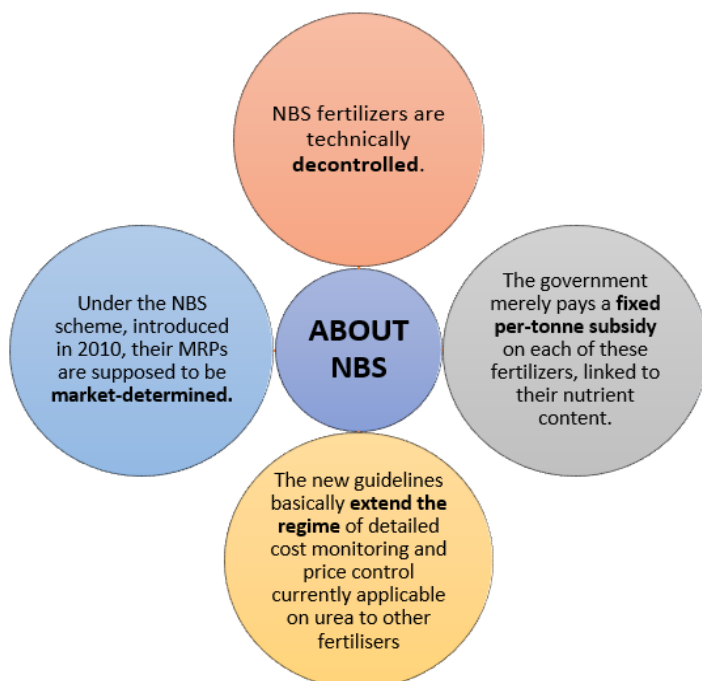 NBS fertilizers are
technically
decontrolled.
Under the NBS
scheme, introduced
in 2010, their MRPs
are supposed to be
market-determined.
ABOUT
NBS
The government
merely pays a fixed
per-tonne subsidy
on each of these
fertilizers, linked to
their nutrient
content.
The new guidelines
basically extend the
regime of detailed
cost monitoring and
price control
currently applicable
on urea to other
fertilisers